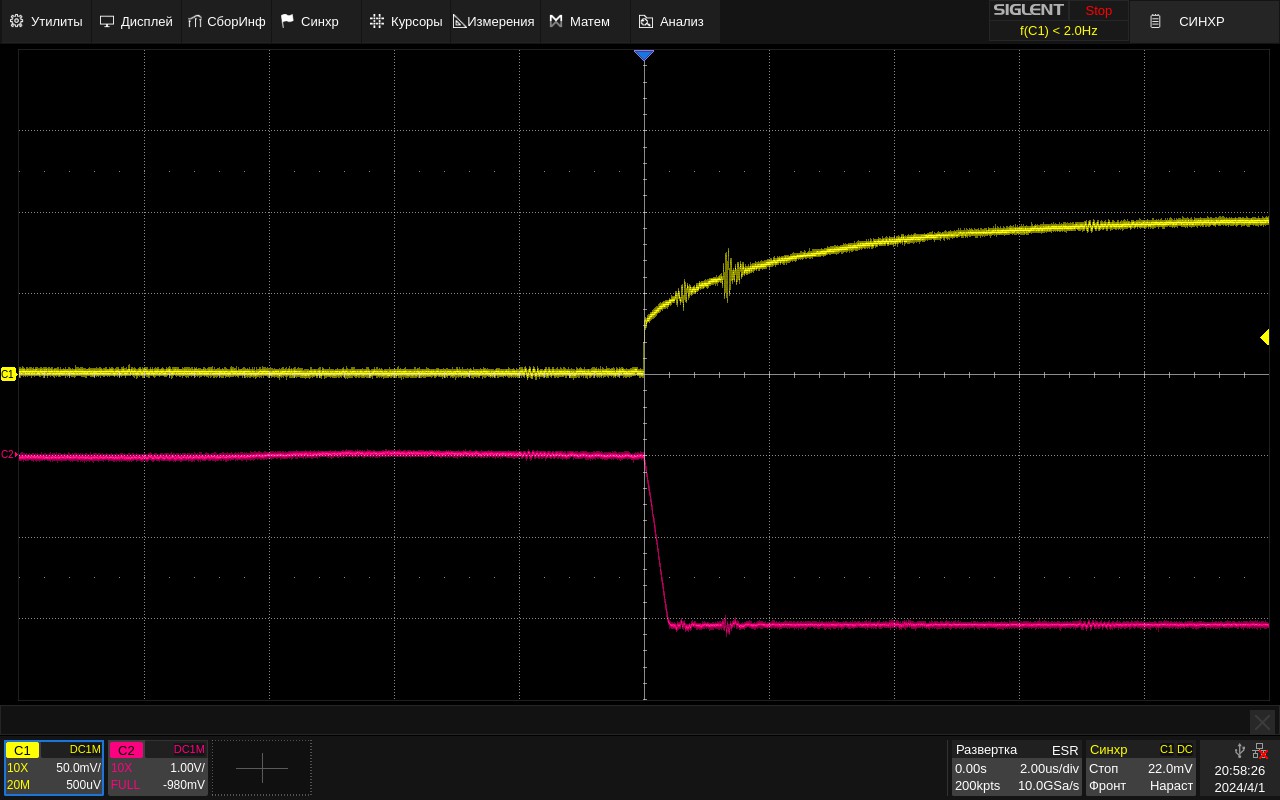 Утилиты Дисплей СборИнф Синхр Курсоры Измерения Матем Анализ SIGLENT Stop СИНХР
f(C1) < 2.0Hz
C1
C2
C1 DC1M C2 DC1M Развертка ESR Синхр C1 DC
10X 50.0mV/ 10X 1.00V/ 0.00s 2.00us/div Стоп 22.0mV 20:58:26
20M 500uV FULL -980mV 200kpts 10.0GSa/s Фронт Нараст 2024/4/1